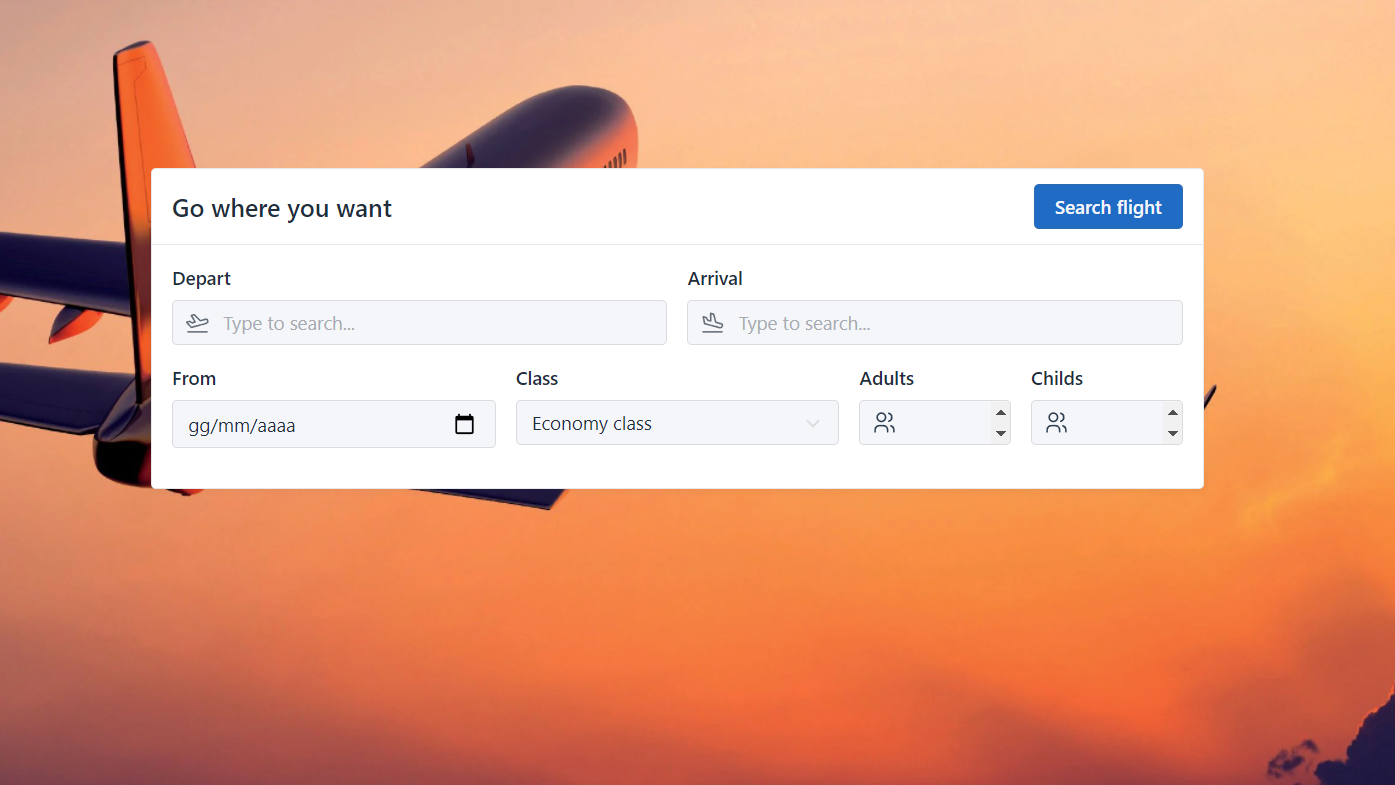 Go where you want
Search flight
Depart
Arrival
Type to search...
Type to search...
From
Class
Adults
Childs
gg/mm/aaaa
Economy class